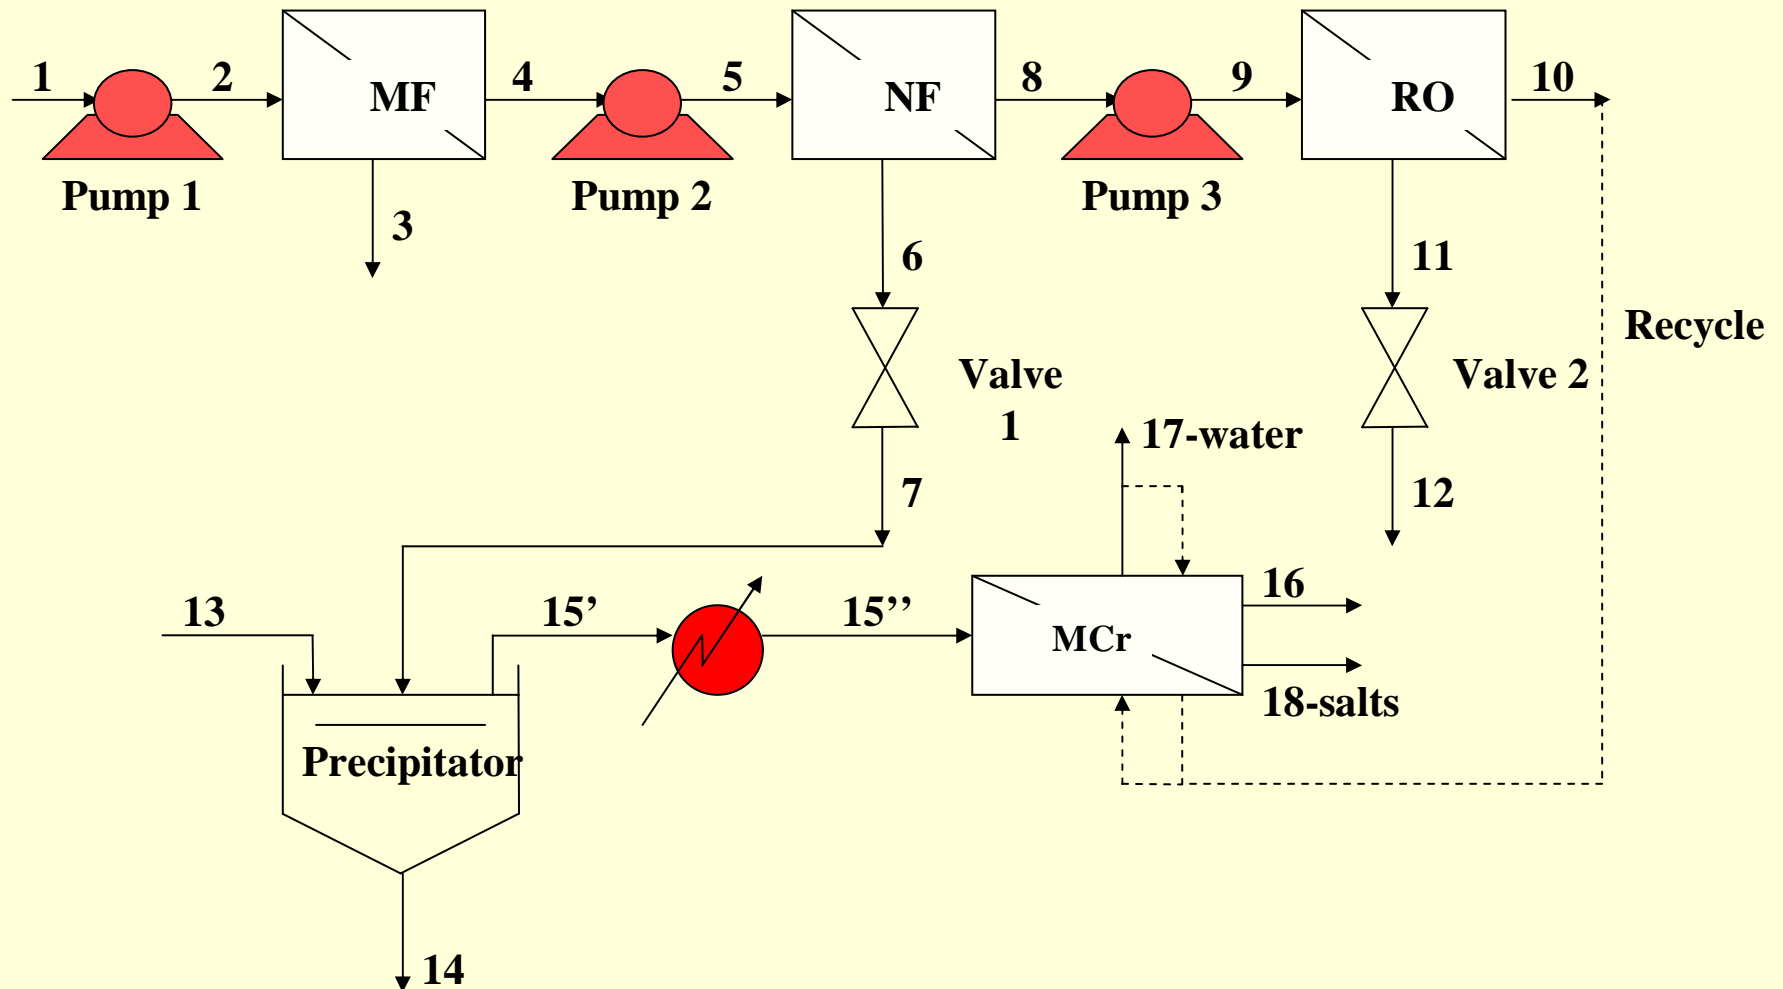 1
2
MF
4
5
NF
8
9
RO
10
Pump 1
Pump 2
Pump 3
3
6
11
Recycle
Valve
1
Valve 2
17-water
7
12
13
15’
15’’
MCr
16
18-salts
Precipitator
14